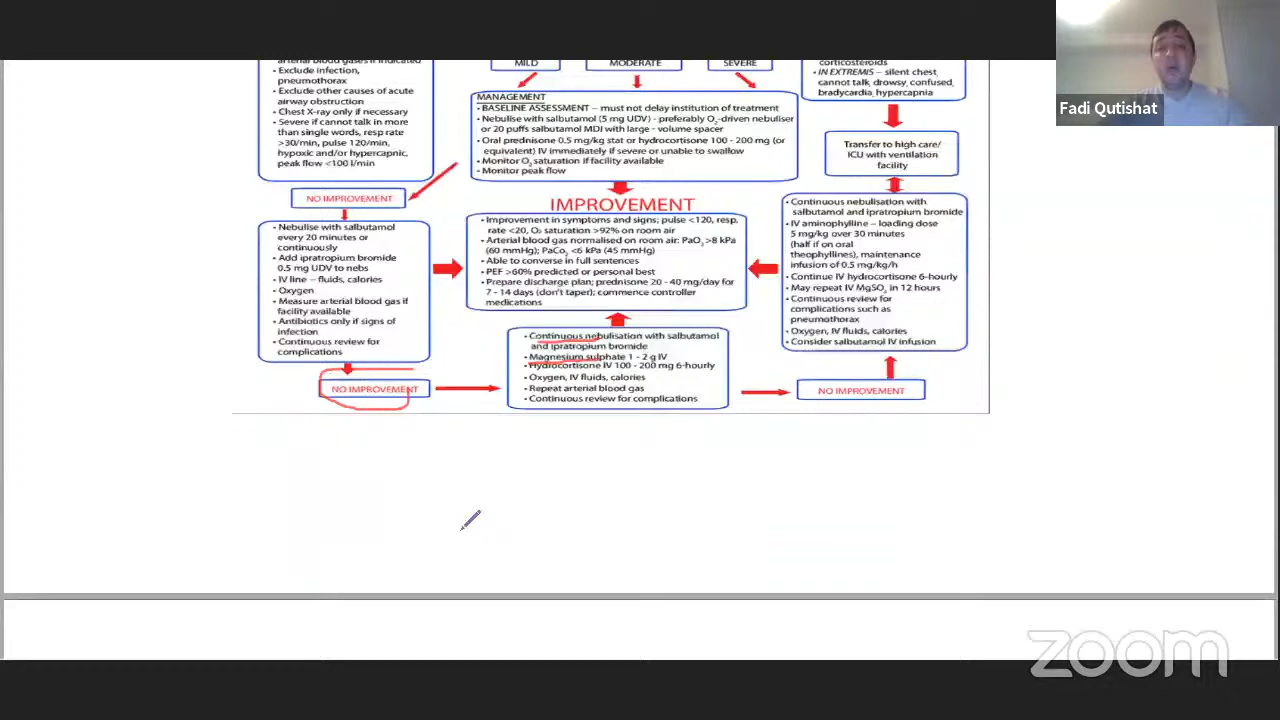 arterial blood gases if indicated
• Exclude infection,
pneumothorax
• Exclude other causes of acute
airway obstruction
• Chest X-ray only if necessary
• Severe if cannot talk in more
than single words, resp rate
>30/min, pulse 120/min,
hypoxic and/or hypercapnic,
peak flow <100 l/min
MILD
MODERATE
SEVERE
MANAGEMENT
• BASELINE ASSESSMENT – must not delay institution of treatment
• Nebulise with salbutamol (5 mg UDV) - preferably O2-driven nebuliser
or 20 puffs salbutamol MDI with large - volume spacer
• Oral prednisone 0.5 mg/kg stat or hydrocortisone 100 - 200 mg (or
equivalent) IV immediately if severe or unable to swallow
• Monitor O2 saturation if facility available
• Monitor peak flow
corticosteroids
• IN EXTREMIS – silent chest,
cannot talk, drowsy, confused,
bradycardia, hypercapnia
Fadi Qutishat
Transfer to high care/
ICU with ventilation
facility
NO IMPROVEMENT
• Nebulise with salbutamol
every 20 minutes or
continuously
• Add ipratropium bromide
0.5 mg UDV to nebs
• IV line – fluids, calories
• Oxygen
• Measure arterial blood gas if
facility available
• Antibiotics only if signs of
infection
• Continuous review for
complications
IMPROVEMENT
• Improvement in symptoms and signs; pulse <120, resp.
rate <20, O2 saturation >92% on room air
• Arterial blood gas normalised on room air: PaO2 >8 kPa
(60 mmHg); PaCo2 <6 kPa (45 mmHg)
• Able to converse in full sentences
• PEF >60% predicted or personal best
• Prepare discharge plan; prednisone 20 - 40 mg/day for
7 - 14 days (don't taper); commence controller
medications
• Continuous nebulisation with
salbutamol and ipratropium bromide
• IV aminophylline – loading dose
5 mg/kg over 30 minutes
(half if on oral
theophyllines), maintenance
infusion of 0.5 mg/kg/h
• Continue IV hydrocortisone 6-hourly
• May repeat IV MgSO4 in 12 hours
• Continuous review for
complications such as
pneumothorax
• Oxygen, IV fluids, calories
• Consider salbutamol IV infusion
• Continuous nebulisation with salbutamol
and ipratropium bromide
• Magnesium sulphate 1 - 2 g IV
• Hydrocortisone IV 100 - 200 mg 6-hourly
• Oxygen, IV fluids, calories
• Repeat arterial blood gas
• Continuous review for complications
NO IMPROVEMENT
NO IMPROVEMENT
zoom